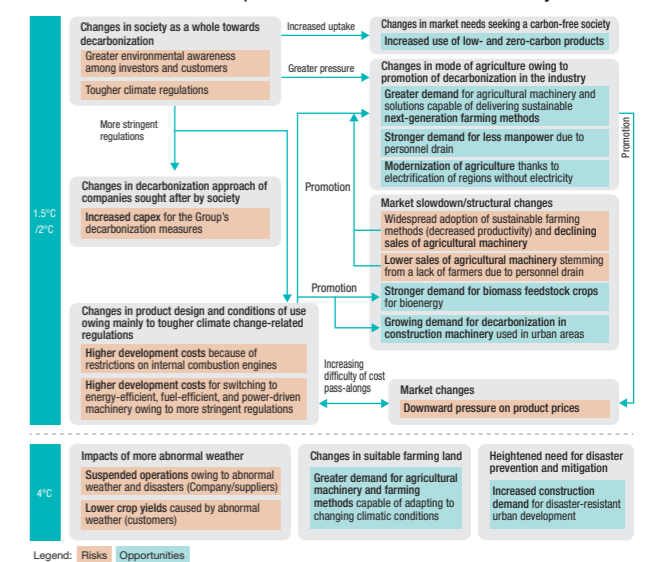 Changes in society as a whole towards
decarbonization
Greater environmental awareness
among investors and customers
Tougher climate regulations
Increased uptake
Changes in market needs seeking a carbon-free society
Increased use of low- and zero-carbon products
Greater pressure
Changes in mode of agriculture owing to
promotion of decarbonization in the industry
Greater demand for agricultural machinery and
solutions capable of delivering sustainable
next-generation farming methods
Stronger demand for less manpower due to
personnel drain
Modernization of agriculture thanks to
electrification of regions without electricity
Promotion
More stringent
regulations
1.5°C
/2°C
Changes in decarbonization approach of
companies sought after by society
Increased capex for the Group's
decarbonization measures
Promotion
Market slowdown/structural changes
Widespread adoption of sustainable farming
methods (decreased productivity) and declining
sales of agricultural machinery
Lower sales of agricultural machinery stemming
from a lack of farmers due to personnel drain
Promotion
Stronger demand for biomass feedstock crops
for bioenergy
Growing demand for decarbonization in
construction machinery used in urban areas
Changes in product design and conditions of use
owing mainly to tougher climate change-related
regulations
Higher development costs because of
restrictions on internal combustion engines
Higher development costs for switching to
energy-efficient, fuel-efficient, and power-driven
machinery owing to more stringent regulations
Increasing
difficulty of cost
pass-alongs
Market changes
Downward pressure on product prices
4°C
Impacts of more abnormal weather
Suspended operations owing to abnormal
weather and disasters (Company/suppliers)
Lower crop yields caused by abnormal
weather (customers)
Changes in suitable farming land
Greater demand for agricultural
machinery and farming
methods capable of adapting to
changing climatic conditions
Heightened need for disaster
prevention and mitigation
Increased construction
demand for disaster-resistant
urban development
Legend: Risks Opportunities